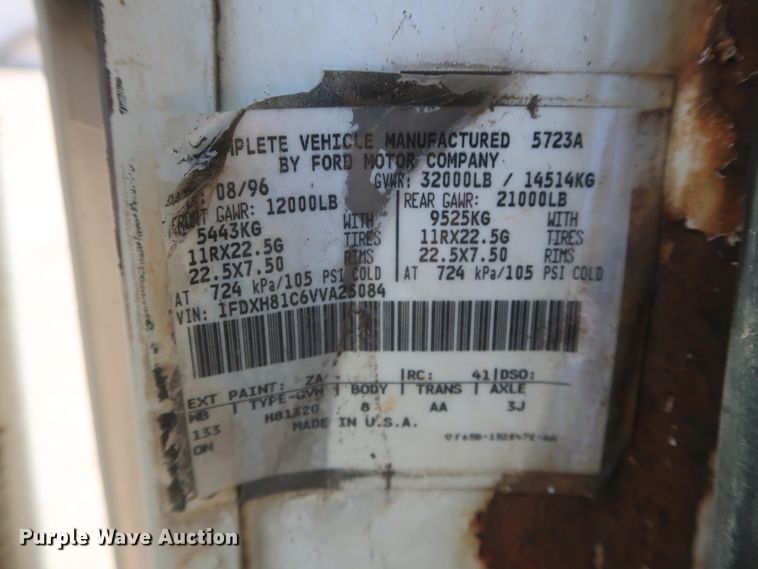 MPLETE VEHICLE MANUFACTURED 5723A
BY FORD MOTOR COMPANY
08/96 GVWR: 32000LB / 14514KG
FRONT GAWR: 12000LB REAR GAWR: 21000LB
5443KG WITH 9525KG WITH
11RX22.5G TIRES 11RX22.5G TIRES
22.5X7.50 RIMS 22.5X7.50 RIMS
AT 724 kPa/105 PSI COLD AT 724 kPa/105 PSI COLD
VIN: 1FDXH81C6VVA25084
EXT PAINT: ZA RC: 41 DSO:
WB TYPE-GVW BODY TRANS AXLE
133 H81320 8 AA 3J
ON MADE IN U.S.A.
Purple Wave Auction